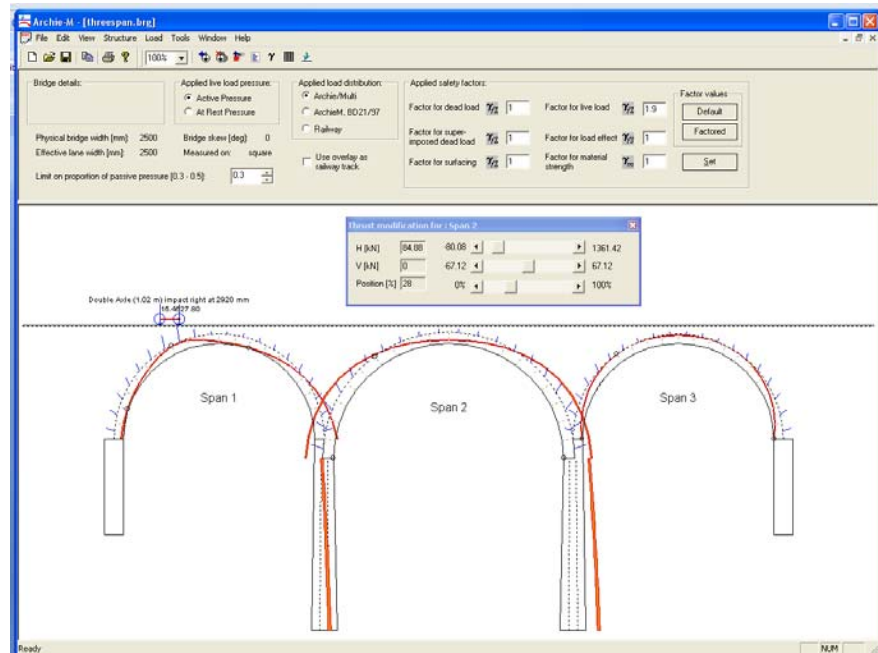 Archie-M - [threespan.brg]
File Edit View Structure Load Tools Window Help
100%
Bridge details:
Physical bridge width [mm]: 2500
Effective lane width [mm]: 2500
Limit on proportion of passive pressure [0.3 - 0.5]: 0.3
Applied live load pressure:
Active Pressure
At Rest Pressure
Bridge skew [deg]: 0
Measured on: square
Applied load distribution:
Archie/Multi
ArchieM, BD21/97
Railway
Use overlay as
railway track
Applied safety factors:
Factor for dead load 1
Factor for super-
imposed dead load 1
Factor for surfacing 1
Factor for live load 1.9
Factor for load effect 1
Factor for material
strength 1
Factor values
Default
Factored
Set
Thrust modification for : Span 2
H [kN] 84.88 -80.08 1361.42
V [kN] 0 -67.12 67.12
Position [%] 28 0% 100%
Double Axle (1.02 m) impact right at 2920 mm
Span 1
Span 2
Span 3
Ready
NUM